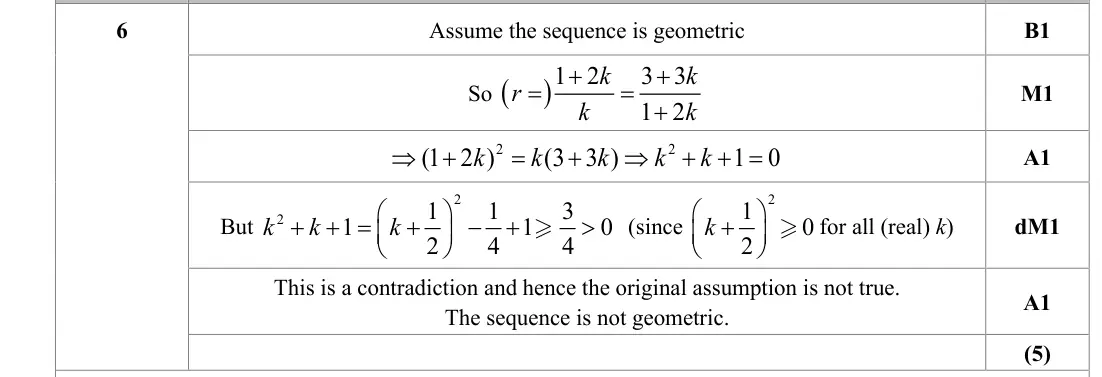 6 Assume the sequence is geometric B1
So (r =) (1 + 2k)/k = (3 + 3k)/(1 + 2k) M1
⇒ (1 + 2k)² = k(3 + 3k) ⇒ k² + k + 1 = 0 A1
But k² + k + 1 = (k + 1/2)² − 1/4 + 1 ⩾ 3/4 > 0 (since (k + 1/2)² ⩾ 0 for all (real) k) dM1
This is a contradiction and hence the original assumption is not true.
The sequence is not geometric. A1
(5)